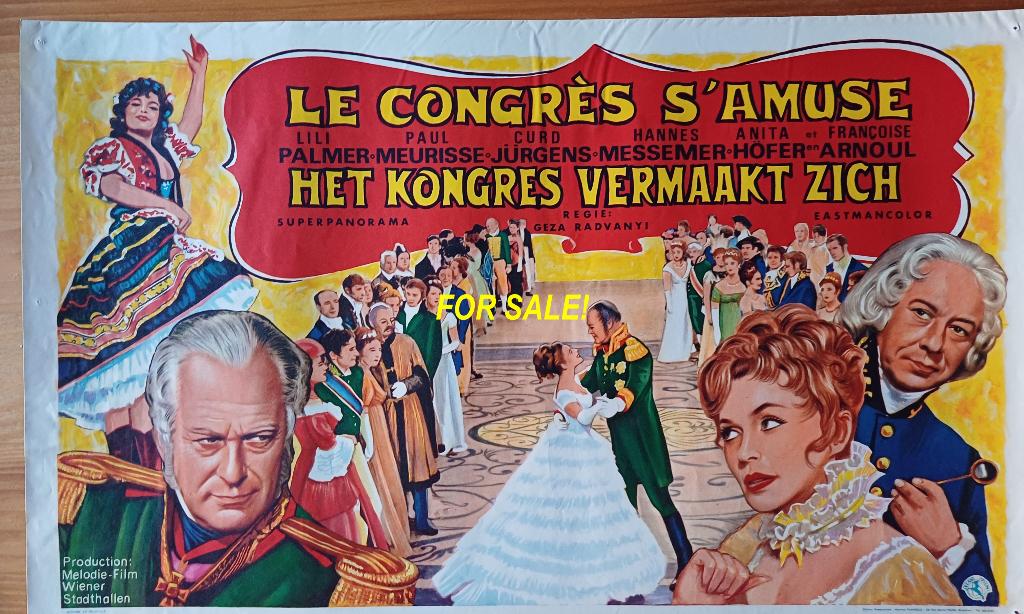 LE CONGRÈS S'AMUSE
LILI PAUL CURD HANNES ANITA et FRANÇOISE
PALMER·MEURISSE·JÜRGENS·MESSEMER·HÖFER en ARNOUL
HET KONGRES VERMAAKT ZICH
SUPERPANORAMA REGIE: EASTMANCOLOR
GEZA RADVANYI
FOR SALE!
Production:
Melodie-Film
Wiener
Stadthallen